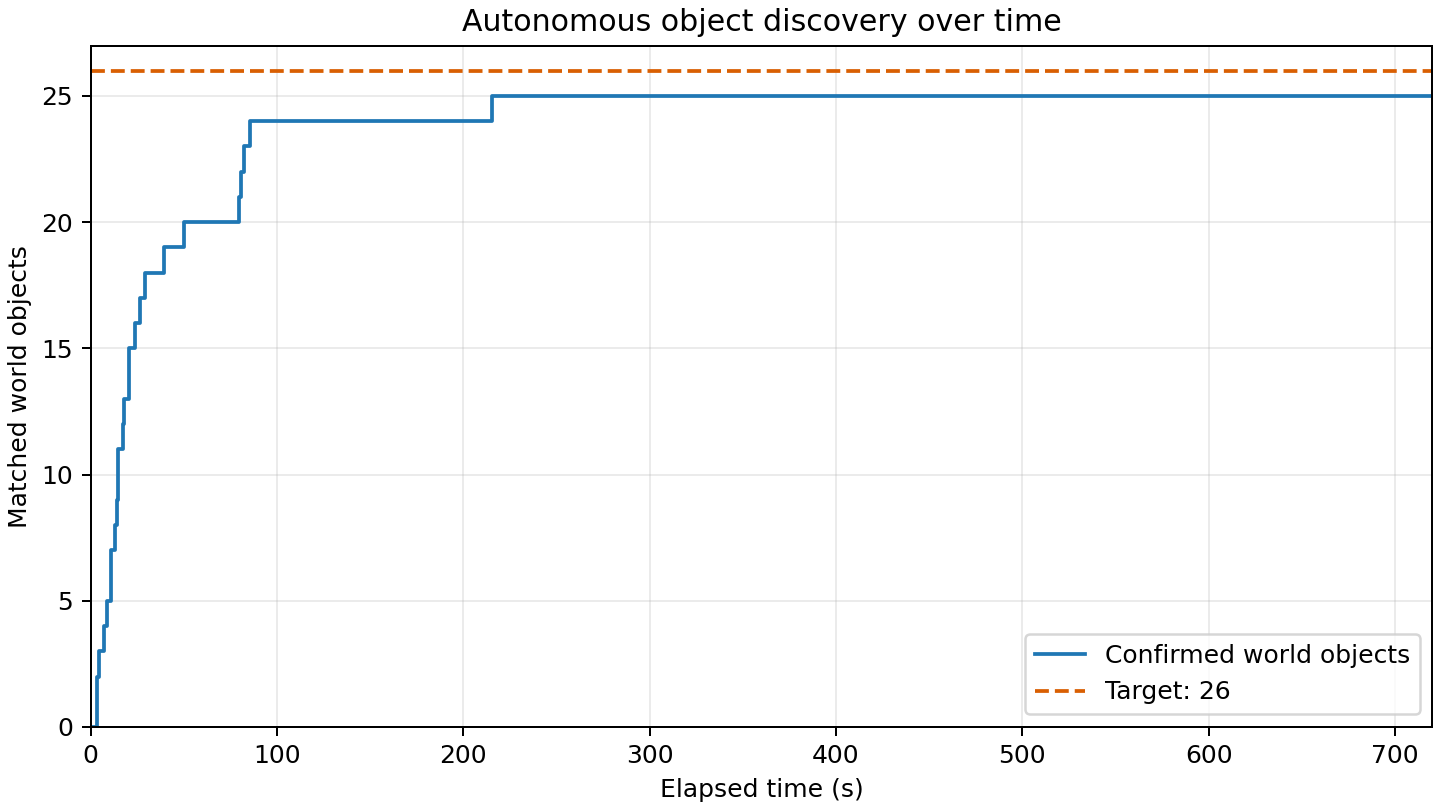 Autonomous object discovery over time
Matched world objects
25
20
15
10
5
0
0 100 200 300 400 500 600 700
Elapsed time (s)
Confirmed world objects
Target: 26